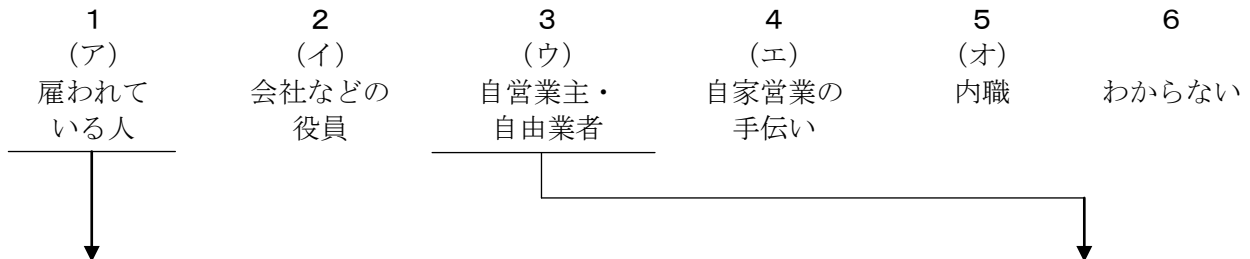 1 2 3 4 5 6
(ア) (イ) (ウ) (エ) (オ)
雇われて 会社などの 自営業主・ 自家営業の 内職 わからない
いる人 役員 自由業者 手伝い